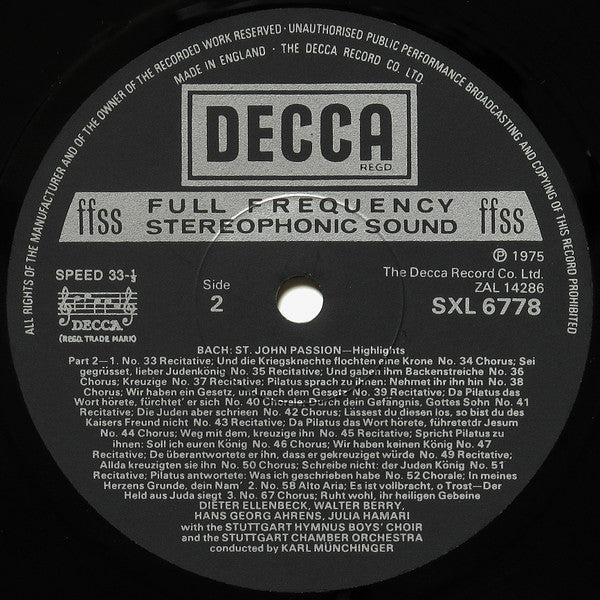 ALL RIGHTS OF THE MANUFACTURER AND OF THE OWNER OF THE RECORDED WORK RESERVED · UNAUTHORISED PUBLIC PERFORMANCE BROADCASTING AND COPYING OF THIS RECORD PROHIBITED
MADE IN ENGLAND · THE DECCA RECORD CO. LTD.
DECCA
REGD
ffss FULL FREQUENCY ffss
STEREOPHONIC SOUND
℗ 1975
SPEED 33-⅓
The Decca Record Co. Ltd.
Side
2
ZAL 14286
SXL 6778
DECCA
(REGD. TRADE MARK)
BACH: ST. JOHN PASSION—Highlights
Part 2—1. No. 33 Recitative; Und die Kriegsknechte flochten eine Krone No. 34 Chorus; Sei
gegrüsset, lieber Judenkönig No. 35 Recitative; Und gaben ihm Backenstreiche No. 36
Chorus; Kreuzige No. 37 Recitative; Pilatus sprach zu ihnen: Nehmet ihr ihn hin No. 38
Chorus; Wir haben ein Gesetz, und nach dem Gesetz No. 39 Recitative; Da Pilatus das
Wort hörete, fürchtet' er sich No. 40 Chorale; Durch dein Gefängnis, Gottes Sohn No. 41
Recitative; Die Juden aber schrieen No. 42 Chorus; Lässest du diesen los, so bist du des
Kaisers Freund nicht No. 43 Recitative; Da Pilatus das Wort hörete, führetedr Jesum
No. 44 Chorus; Weg mit dem, kreuzige ihn No. 45 Recitative; Spricht Pilatus zu
ihnen: Soll ich euren König No. 46 Chorus; Wir haben keinen König No. 47
Recitative; De überantwortete er ihn, dass er gekreuziget würde No. 49 Recitative;
Allda kreuzigten sie ihn No. 50 Chorus; Schreibe nicht: der Juden König No. 51
Recitative; Pilatus antwortete: Was ich geschrieben habe No. 52 Chorale; In meines
Herzens Grunde, dein Nam' 2. No. 58 Alto Aria; Es ist vollbracht, o Trost—Der
Held aus Juda siegt 3. No. 67 Chorus; Ruht wohl, ihr heiligen Gebeine
DIETER ELLENBECK, WALTER BERRY,
HANS GEORG AHRENS, JULIA HAMARI
with the STUTTGART HYMNUS BOYS' CHOIR
and the STUTTGART CHAMBER ORCHESTRA
conducted by KARL MÜNCHINGER